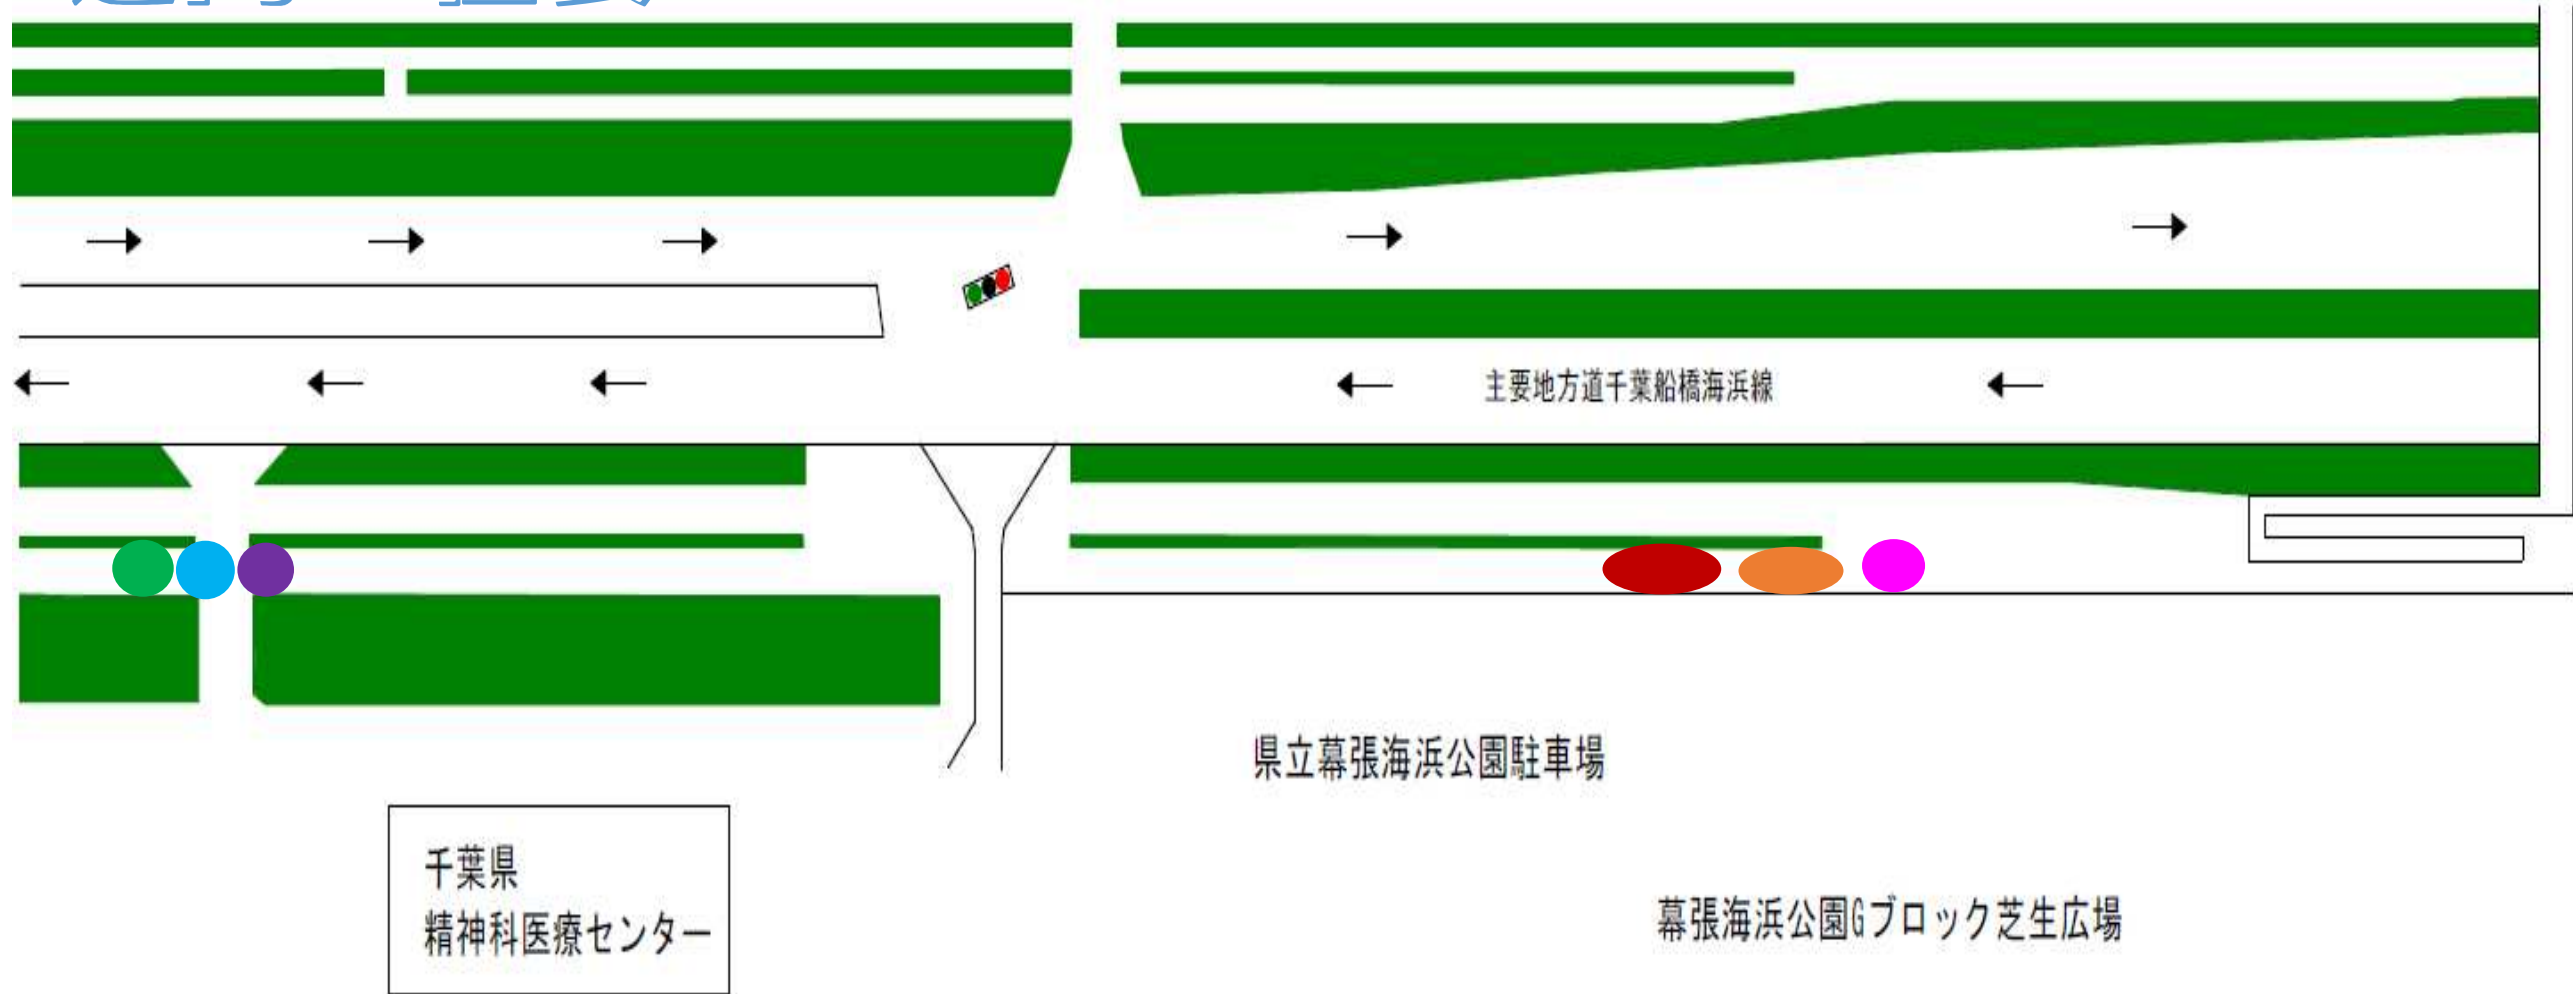 主要地方道千葉船橋海浜線
県立幕張海浜公園駐車場
千葉県
精神科医療センター
幕張海浜公園Gブロック芝生広場